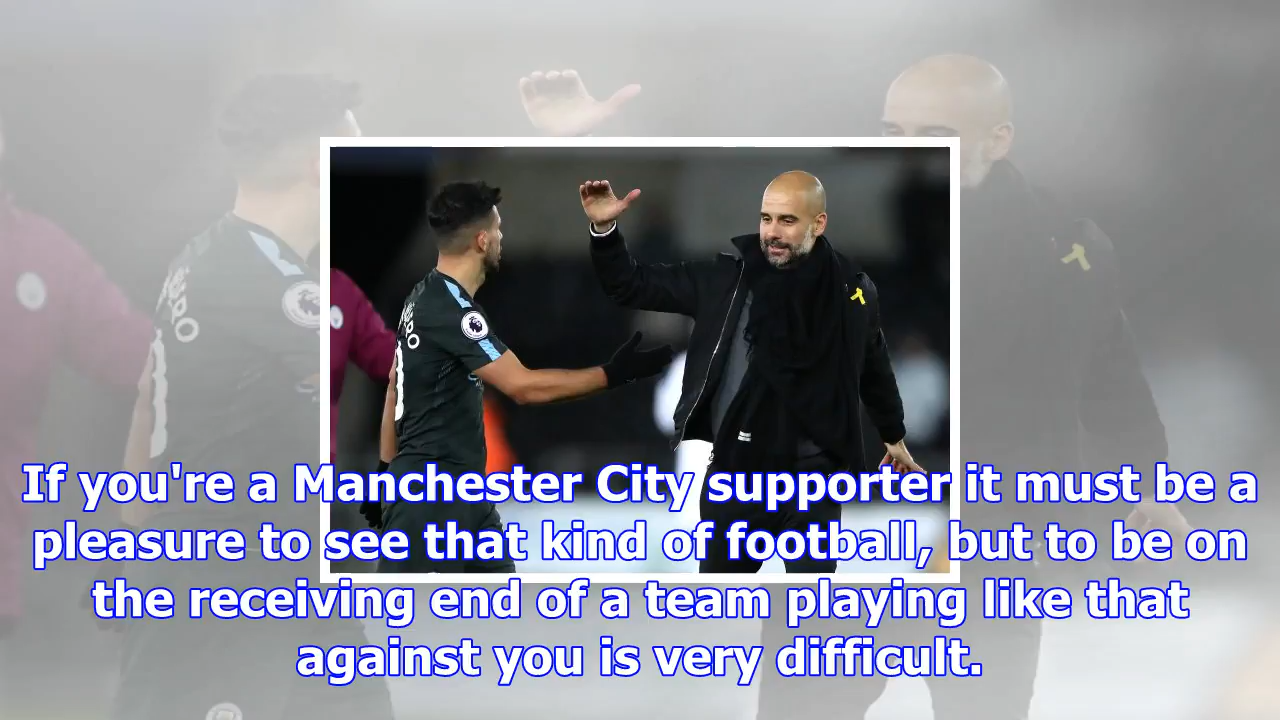 If you're a Manchester City supporter it must be a
pleasure to see that kind of football, but to be on
the receiving end of a team playing like that
against you is very difficult.